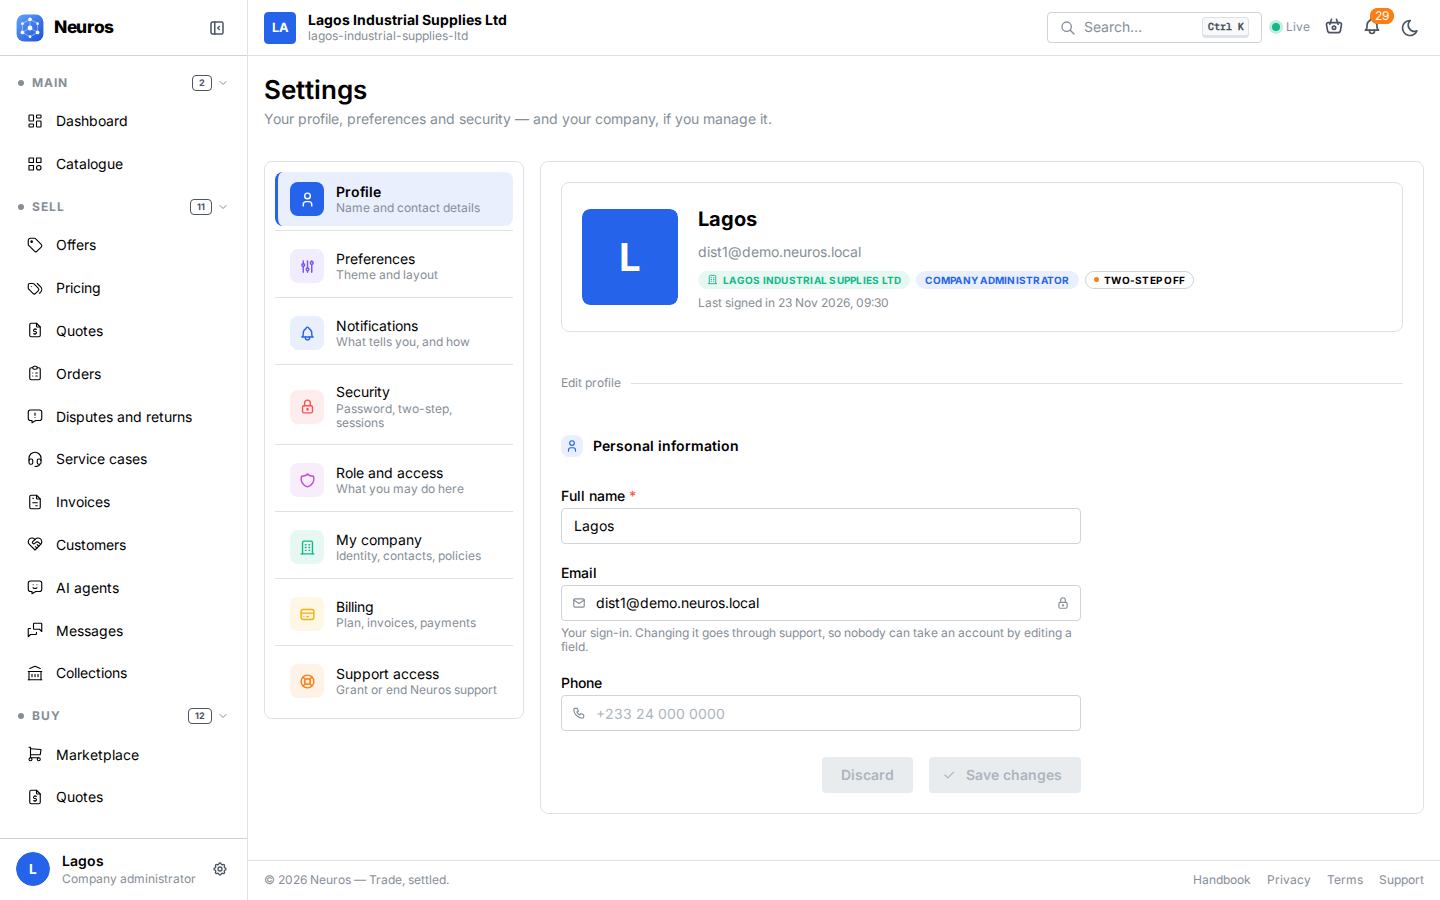 Neuros
MAIN
2
Dashboard
Catalogue
SELL
11
Offers
Pricing
Quotes
Orders
Disputes and returns
Service cases
Invoices
Customers
AI agents
Messages
Collections
BUY
12
Marketplace
Quotes
L
Lagos
Company administrator
LA
Lagos Industrial Supplies Ltd
lagos-industrial-supplies-ltd
Search...
Ctrl K
Live
29
Settings
Your profile, preferences and security — and your company, if you manage it.
Profile
Name and contact details
Preferences
Theme and layout
Notifications
What tells you, and how
Security
Password, two-step,
sessions
Role and access
What you may do here
My company
Identity, contacts, policies
Billing
Plan, invoices, payments
Support access
Grant or end Neuros support
L
Lagos
dist1@demo.neuros.local
LAGOS INDUSTRIAL SUPPLIES LTD
COMPANY ADMINISTRATOR
TWO-STEP OFF
Last signed in 23 Nov 2026, 09:30
Edit profile
Personal information
Full name *
Lagos
Email
dist1@demo.neuros.local
Your sign-in. Changing it goes through support, so nobody can take an account by editing a
field.
Phone
+233 24 000 0000
Discard
Save changes
© 2026 Neuros — Trade, settled.
Handbook
Privacy
Terms
Support